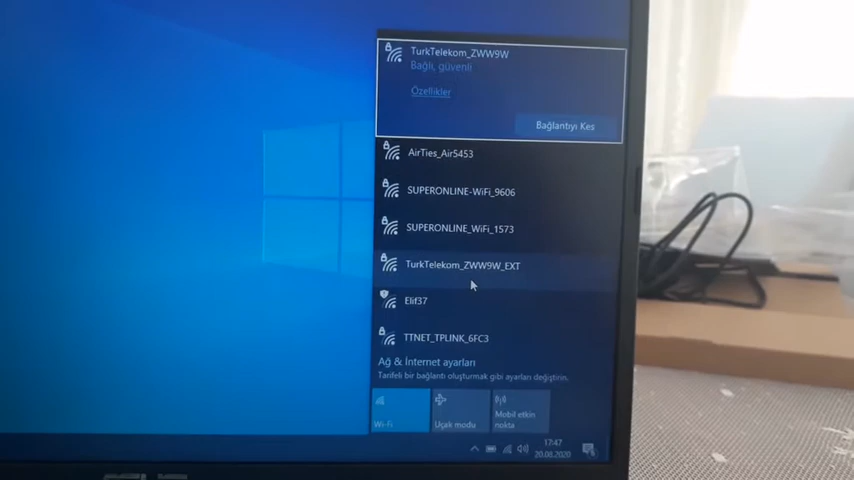 TurkTelekom_ZWW9W
Bağlı, güvenli
Özellikler
Bağlantıyı Kes
AirTies_Air5453
SUPERONLINE-WiFi_9606
SUPERONLINE_WiFi_1573
TurkTelekom_ZWW9W_EXT
Elif37
TTNET_TPLINK_6FC3
Ağ & İnternet ayarları
Tarifeli bir bağlantı oluşturmak gibi ayarları değiştirin.
Wi-Fi
Uçak modu
Mobil etkin
nokta
17:47
20.08.2020